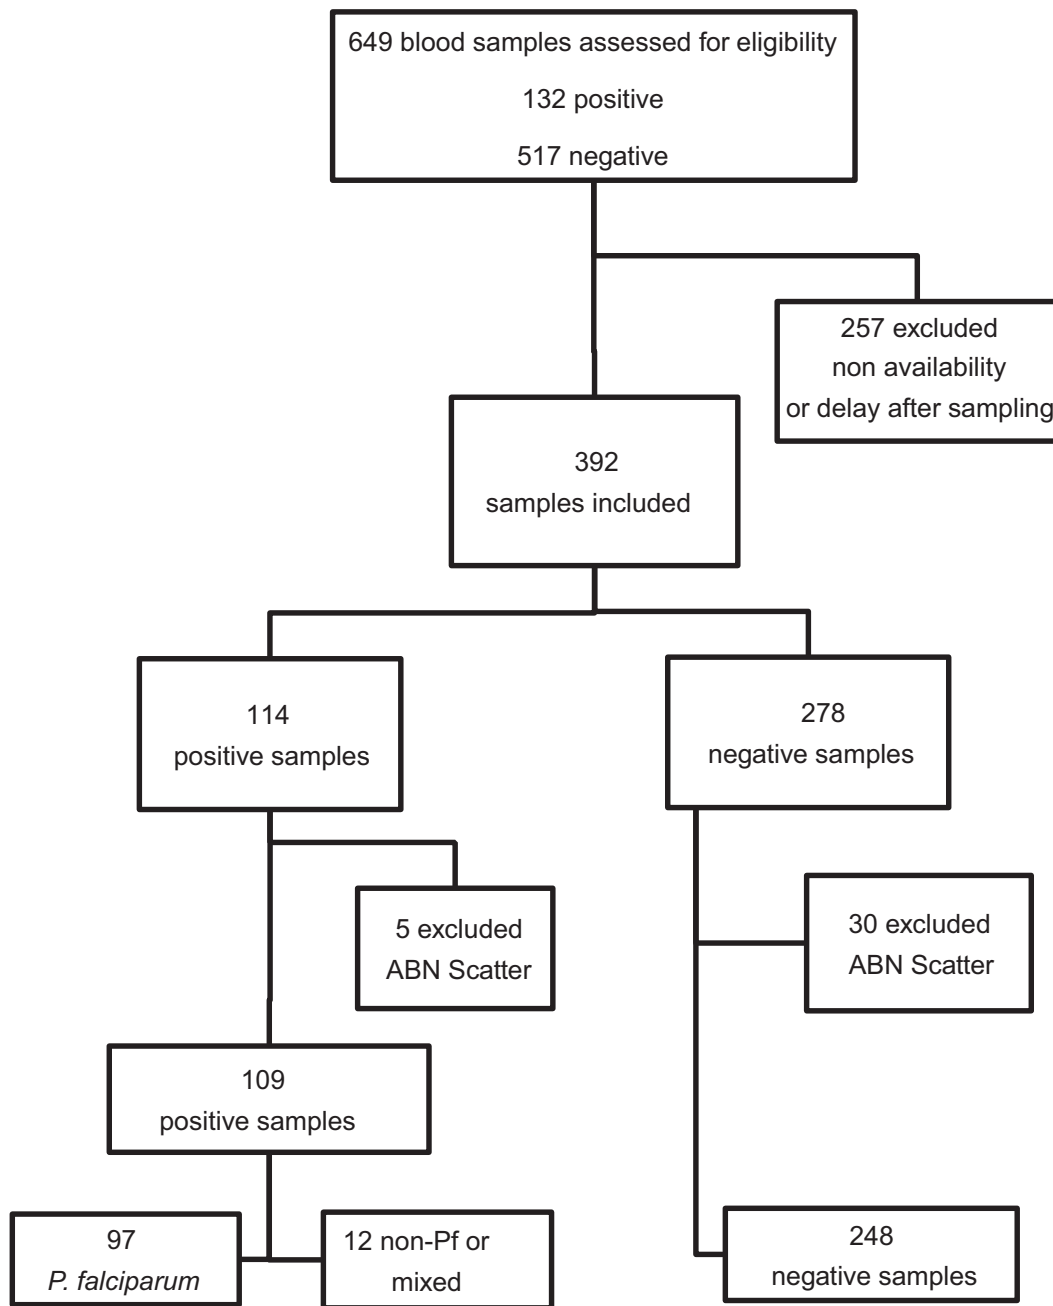 649 blood samples assessed for eligibility
132 positive
517 negative
257 excluded
non availability
or delay after sampling
392
samples included
114
positive samples
278
negative samples
5 excluded
ABN Scatter
30 excluded
ABN Scatter
109
positive samples
97
P. falciparum
12 non-Pf or
mixed
248
negative samples